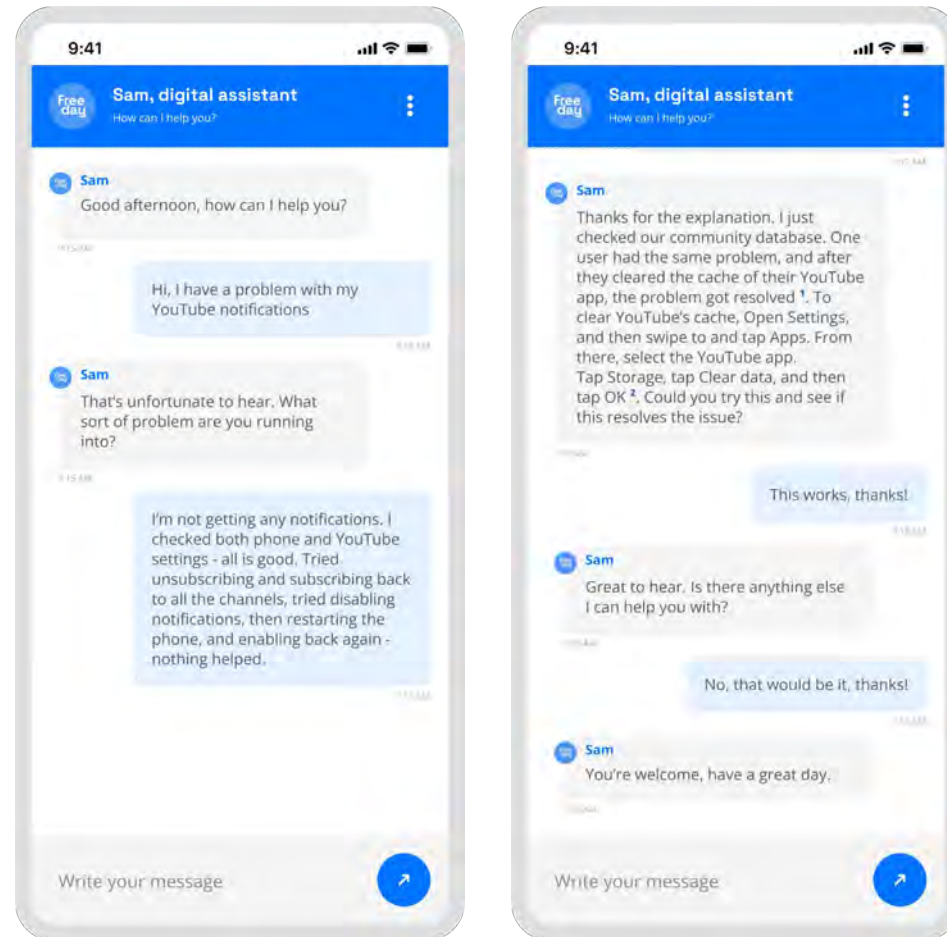 9:41
Free
day
Sam, digital assistant
How can I help you?
Sam
Good afternoon, how can I help you?
Hi, I have a problem with my
YouTube notifications
Sam
That's unfortunate to hear. What
sort of problem are you running
into?
9:15 AM
I'm not getting any notifications. I
checked both phone and YouTube
settings - all is good. Tried
unsubscribing and subscribing back
to all the channels, tried disabling
notifications, then restarting the
phone, and enabling back again -
nothing helped.
Write your message
9:41
Free
day
Sam, digital assistant
How can I help you?
Sam
Thanks for the explanation. I just
checked our community database. One
user had the same problem, and after
they cleared the cache of their YouTube
app, the problem got resolved ¹. To
clear YouTube's cache, Open Settings,
and then swipe to and tap Apps. From
there, select the YouTube app.
Tap Storage, tap Clear data, and then
tap OK ². Could you try this and see if
this resolves the issue?
This works, thanks!
Sam
Great to hear. Is there anything else
I can help you with?
No, that would be it, thanks!
Sam
You're welcome, have a great day.
Write your message